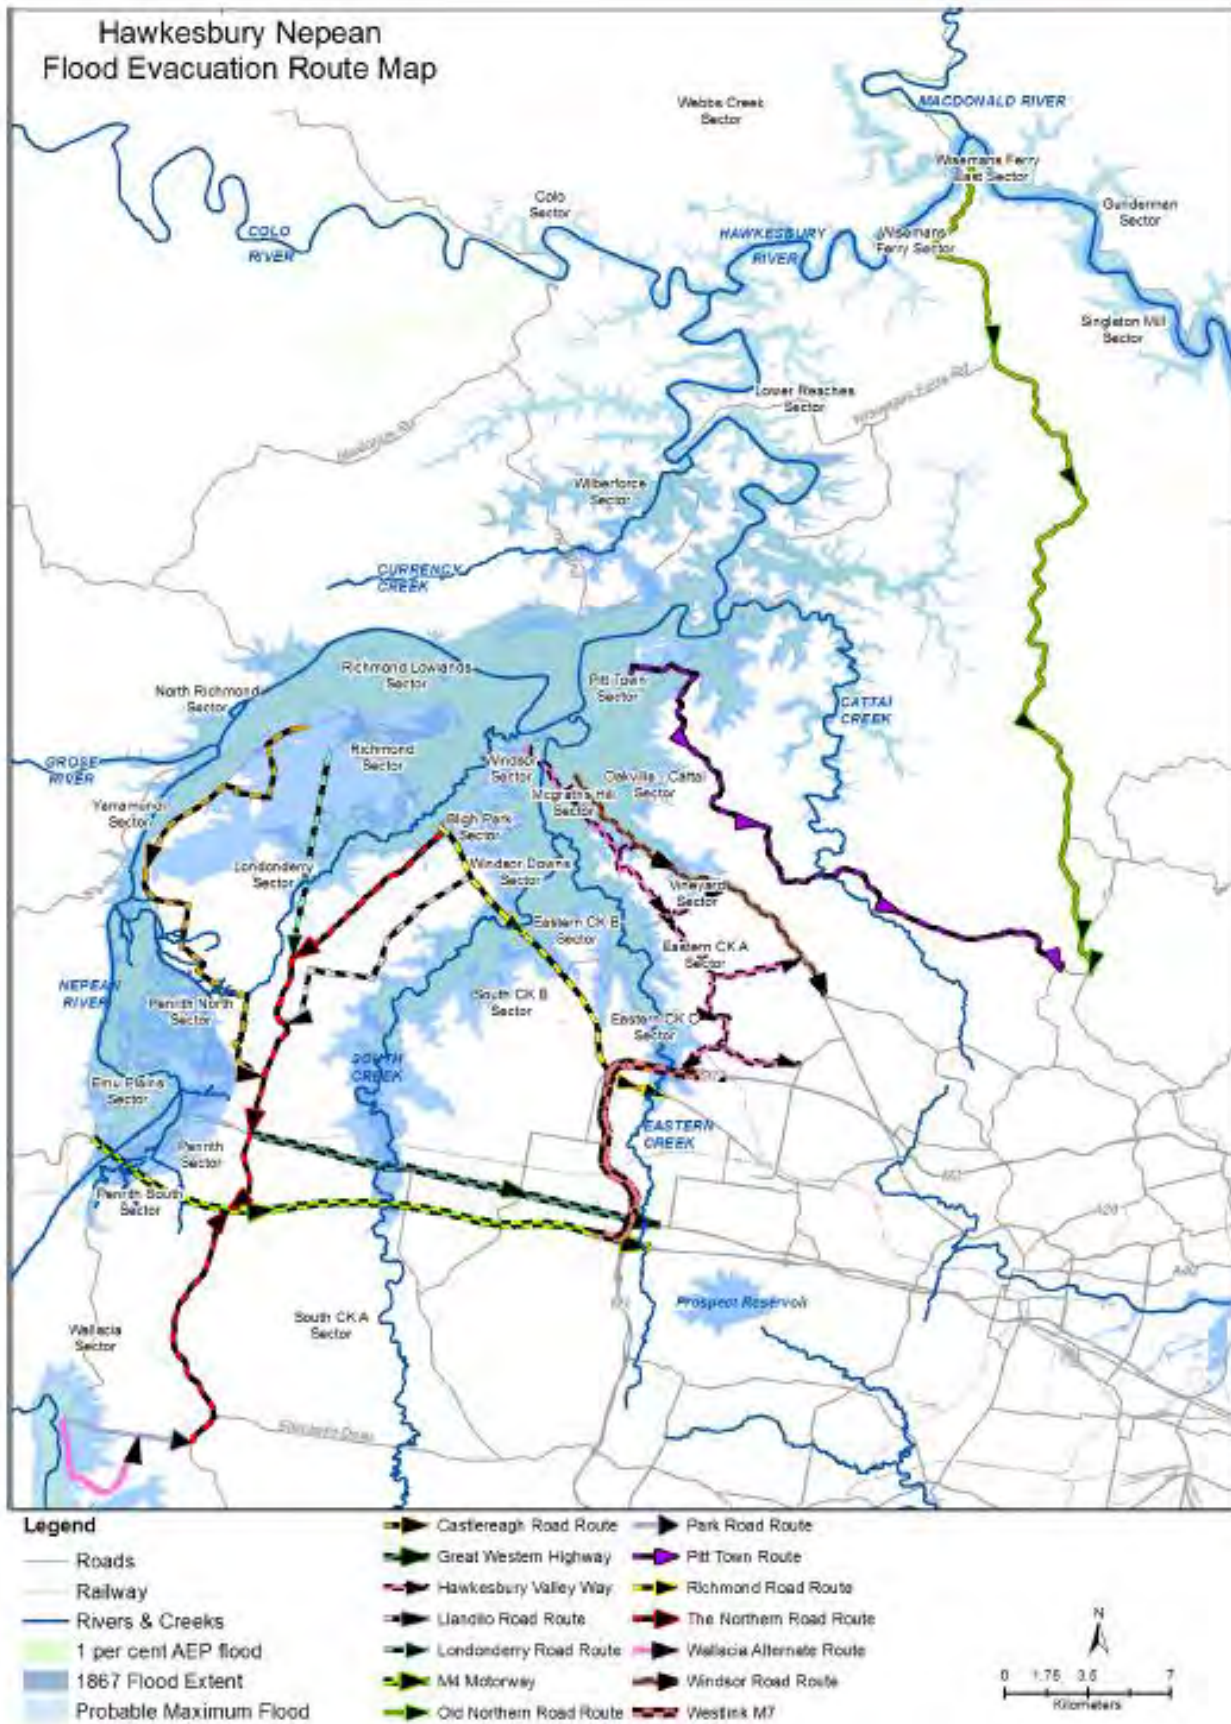 Hawkesbury Nepean
Flood Evacuation Route Map
Webbs Creek
Sector
MACDONALD RIVER
Wisemans Ferry
East Sector
Colo
Sector
Gunderman
Sector
COLO
RIVER
HAWKESBURY
RIVER
Wisemans
Ferry Sector
Singleton Mill
Sector
Lower Reaches
Sector
Wilberforce
Sector
CURRENCY
CREEK
Richmond Lowlands
Sector
Pitt Town
Sector
North Richmond
Sector
CATTAI
CREEK
GROSE
RIVER
Richmond
Sector
Windsor
Sector
Oakville - Cattai
Sector
Mcgraths Hill
Sector
Yarramundi
Sector
Bligh Park
Sector
Londonderry
Sector
Windsor Downs
Sector
Vineyard
Sector
Eastern CK B
Sector
Eastern CK A
Sector
NEPEAN
RIVER
Penrith North
Sector
South CK B
Sector
Eastern CK C
Sector
SOUTH
CREEK
Emu Plains
Sector
EASTERN
CREEK
Penrith
Sector
Penrith South
Sector
Prospect Reservoir
South CK A
Sector
Wallacia
Sector
Legend
Roads
Railway
Rivers & Creeks
1 per cent AEP flood
1867 Flood Extent
Probable Maximum Flood
Castlereagh Road Route
Great Western Highway
Hawkesbury Valley Way
Llandilo Road Route
Londonderry Road Route
M4 Motorway
Old Northern Road Route
Park Road Route
Pitt Town Route
Richmond Road Route
The Northern Road Route
Wallacia Alternate Route
Windsor Road Route
Westlink M7
N
0 1.75 3.5 7
Kilometers